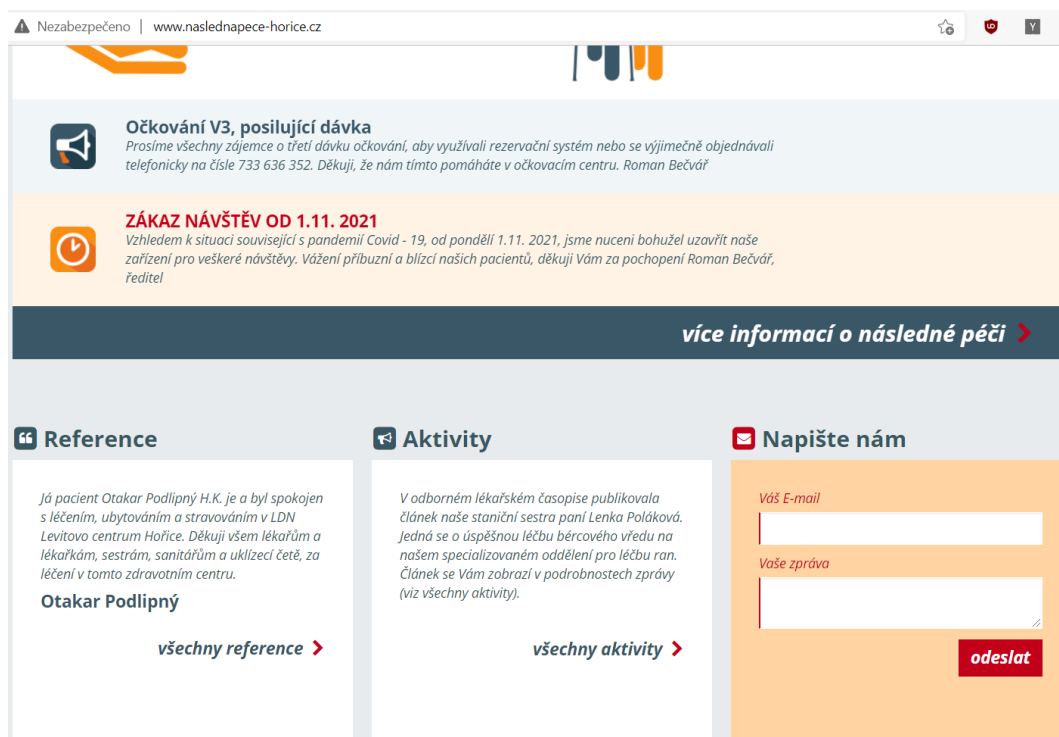 Nezabezpečeno | www.naslednapece-horice.cz
Očkování V3, posilující dávka
Prosíme všechny zájemce o třetí dávku očkování, aby využívali rezervační systém nebo se výjimečně objednávali
telefonicky na čísle 733 636 352. Děkuji, že nám tímto pomáháte v očkovacím centru. Roman Bečvář
ZÁKAZ NÁVŠTĚV OD 1.11. 2021
Vzhledem k situaci související s pandemií Covid - 19, od pondělí 1.11. 2021, jsme nuceni bohužel uzavřít naše
zařízení pro veškeré návštěvy. Vážení příbuzní a blízcí našich pacientů, děkuji Vám za pochopení Roman Bečvář,
ředitel
více informací o následné péči
Reference
Já pacient Otakar Podlipný H.K. je a byl spokojen
s léčením, ubytováním a stravováním v LDN
Levitovo centrum Hořice. Děkuji všem lékařům a
lékařkám, sestrám, sanitářům a uklízecí četě, za
léčení v tomto zdravotním centru.
Otakar Podlipný
všechny reference
Aktivity
V odborném lékařském časopise publikovala
článek naše staniční sestra paní Lenka Poláková.
Jedná se o úspěšnou léčbu bércového vředu na
našem specializovaném oddělení pro léčbu ran.
Článek se Vám zobrazí v podrobnostech zprávy
(viz všechny aktivity).
všechny aktivity
Napište nám
Váš E-mail
Vaše zpráva
odeslat